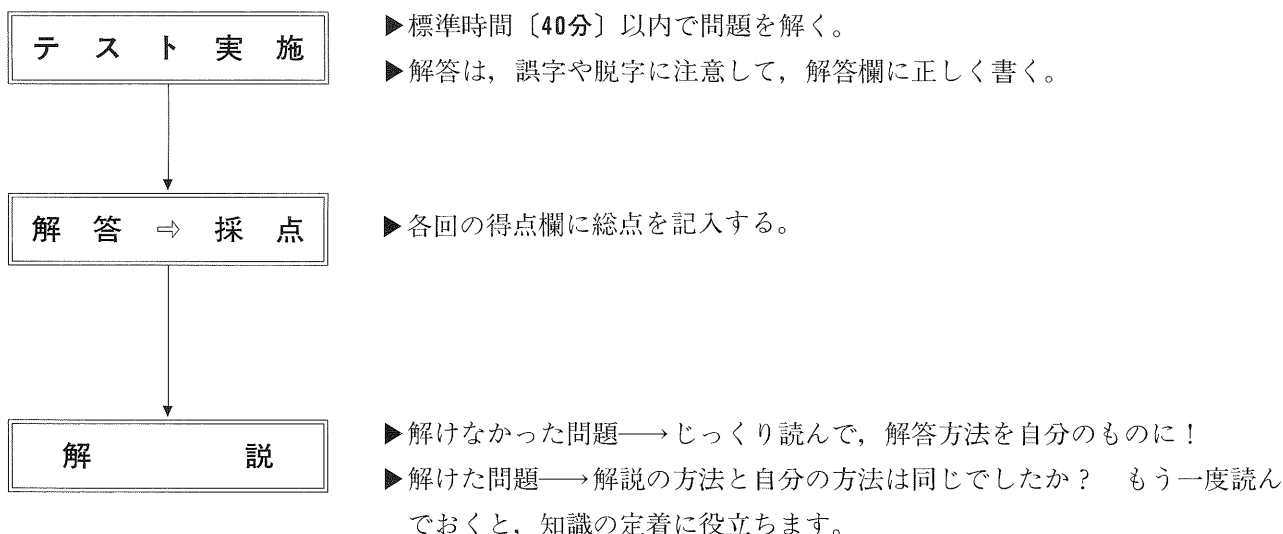 テスト実施
▶標準時間〔40分〕以内で問題を解く。
▶解答は，誤字や脱字に注意して，解答欄に正しく書く。
解答⇨採点
▶各回の得点欄に総点を記入する。
解説
▶解けなかった問題─→じっくり読んで，解答方法を自分のものに！
▶解けた問題─→解説の方法と自分の方法は同じでしたか？　もう一度読ん
でおくと，知識の定着に役立ちます。